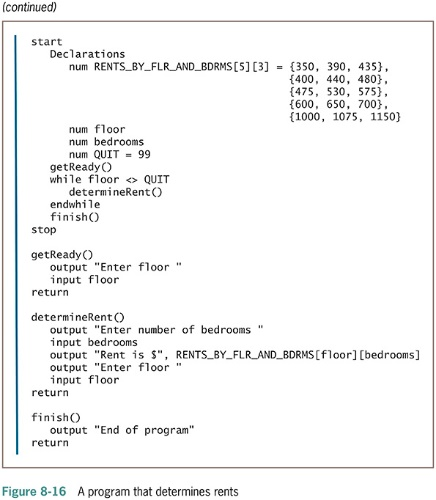 (continued)
start
Declarations
num RENTS_BY_FLR_AND_BDRMS[5][3] = {350, 390, 435},
{400, 440, 480},
{475, 530, 575},
{600, 650, 700},
{1000, 1075, 1150}
num floor
num bedrooms
num QUIT = 99
getReady()
while floor <> QUIT
determineRent()
endwhile
finish()
stop
getReady()
output "Enter floor "
input floor
return
determineRent()
output "Enter number of bedrooms "
input bedrooms
output "Rent is $", RENTS_BY_FLR_AND_BDRMS[floor][bedrooms]
output "Enter floor "
input floor
return
finish()
output "End of program"
return
Figure 8-16 A program that determines rents